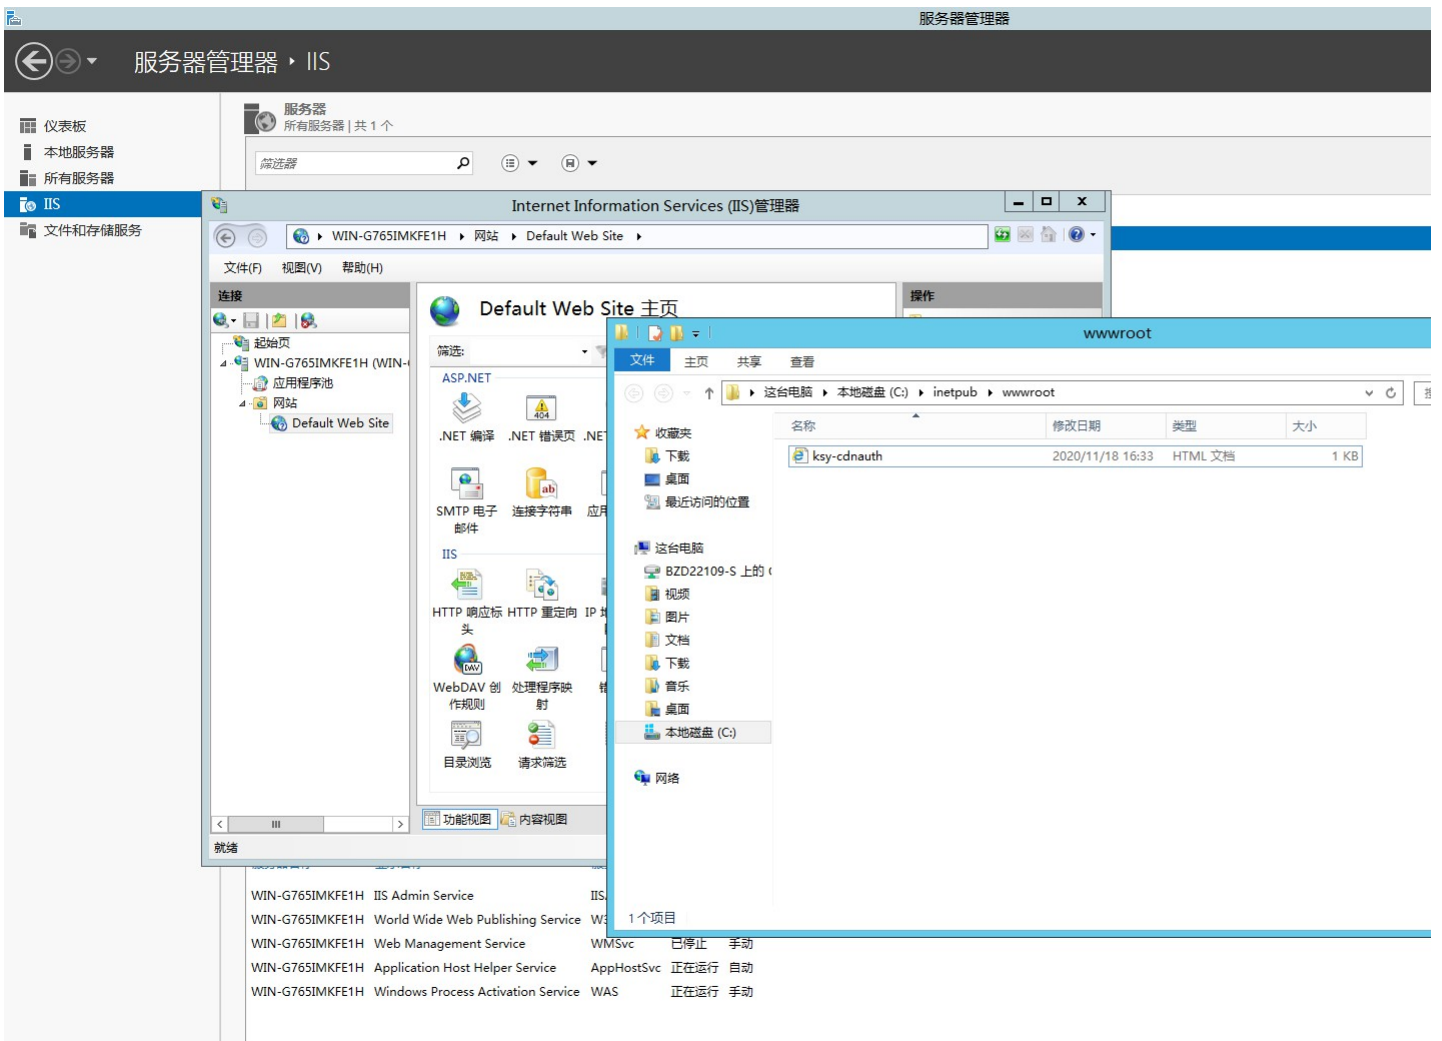 服务器管理器
服务器管理器 · IIS
仪表板
本地服务器
所有服务器
IIS
文件和存储服务
服务器
所有服务器 | 共 1 个
筛选器
Internet Information Services (IIS)管理器
WIN-G765IMKFE1H 网站 Default Web Site
文件(F) 视图(V) 帮助(H)
连接
起始页
WIN-G765IMKFE1H (WIN-
应用程序池
网站
Default Web Site
Default Web Site 主页
筛选:
ASP.NET
.NET 编译 .NET 错误页 .NE
SMTP 电子邮件 连接字符串 应用
IIS
HTTP 响应标头 HTTP 重定向 IP
WebDAV 创作规则 处理程序映射
目录浏览 请求筛选
功能视图 内容视图
就绪
操作
wwwroot
文件 主页 共享 查看
这台电脑 本地磁盘 (C:) inetpub wwwroot
名称 修改日期 类型 大小
ksy-cdnauth 2020/11/18 16:33 HTML 文档 1 KB
收藏夹
下载
桌面
最近访问的位置
这台电脑
BZD22109-S 上的
视频
图片
文档
下载
音乐
桌面
本地磁盘 (C:)
网络
1 个项目
WIN-G765IMKFE1H IIS Admin Service IIS
WIN-G765IMKFE1H World Wide Web Publishing Service W3
WIN-G765IMKFE1H Web Management Service WMSvc 已停止 手动
WIN-G765IMKFE1H Application Host Helper Service AppHostSvc 正在运行 自动
WIN-G765IMKFE1H Windows Process Activation Service WAS 正在运行 手动